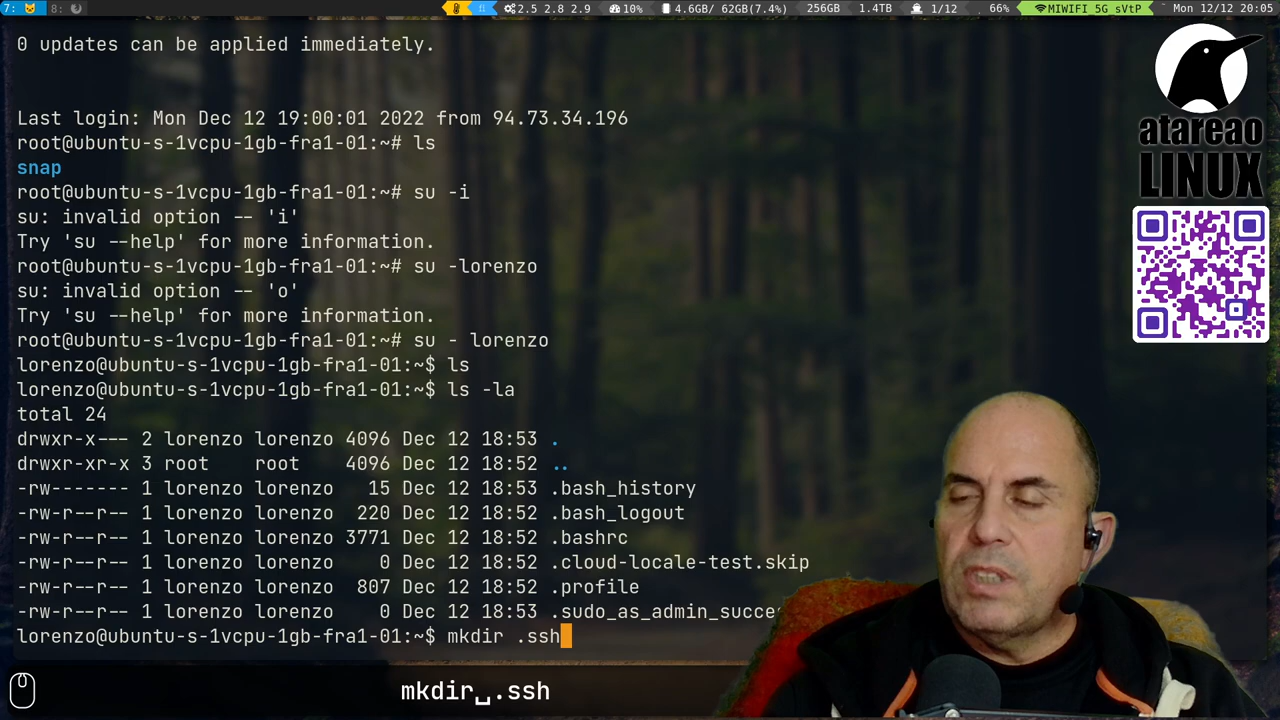 7: 8: 2.5 2.8 2.9 10% 4.6GB/ 62GB(7.4%) 256GB 1.4TB 1/12 66% MIWIFI 5G sVtP Mon 12/12 20:05
0 updates can be applied immediately.
Last login: Mon Dec 12 19:00:01 2022 from 94.73.34.196
root@ubuntu-s-1vcpu-1gb-fra1-01:~# ls
snap
root@ubuntu-s-1vcpu-1gb-fra1-01:~# su -i
su: invalid option -- 'i'
Try 'su --help' for more information.
root@ubuntu-s-1vcpu-1gb-fra1-01:~# su -lorenzo
su: invalid option -- 'o'
Try 'su --help' for more information.
root@ubuntu-s-1vcpu-1gb-fra1-01:~# su - lorenzo
lorenzo@ubuntu-s-1vcpu-1gb-fra1-01:~$ ls
lorenzo@ubuntu-s-1vcpu-1gb-fra1-01:~$ ls -la
total 24
drwxr-x--- 2 lorenzo lorenzo 4096 Dec 12 18:53 .
drwxr-xr-x 3 root    root    4096 Dec 12 18:52 ..
-rw------- 1 lorenzo lorenzo   15 Dec 12 18:53 .bash_history
-rw-r--r-- 1 lorenzo lorenzo  220 Dec 12 18:52 .bash_logout
-rw-r--r-- 1 lorenzo lorenzo 3771 Dec 12 18:52 .bashrc
-rw-r--r-- 1 lorenzo lorenzo    0 Dec 12 18:52 .cloud-locale-test.skip
-rw-r--r-- 1 lorenzo lorenzo  807 Dec 12 18:52 .profile
-rw-r--r-- 1 lorenzo lorenzo    0 Dec 12 18:53 .sudo_as_admin_succe
lorenzo@ubuntu-s-1vcpu-1gb-fra1-01:~$ mkdir .ssh
mkdir␣.ssh
atareao
LINUX